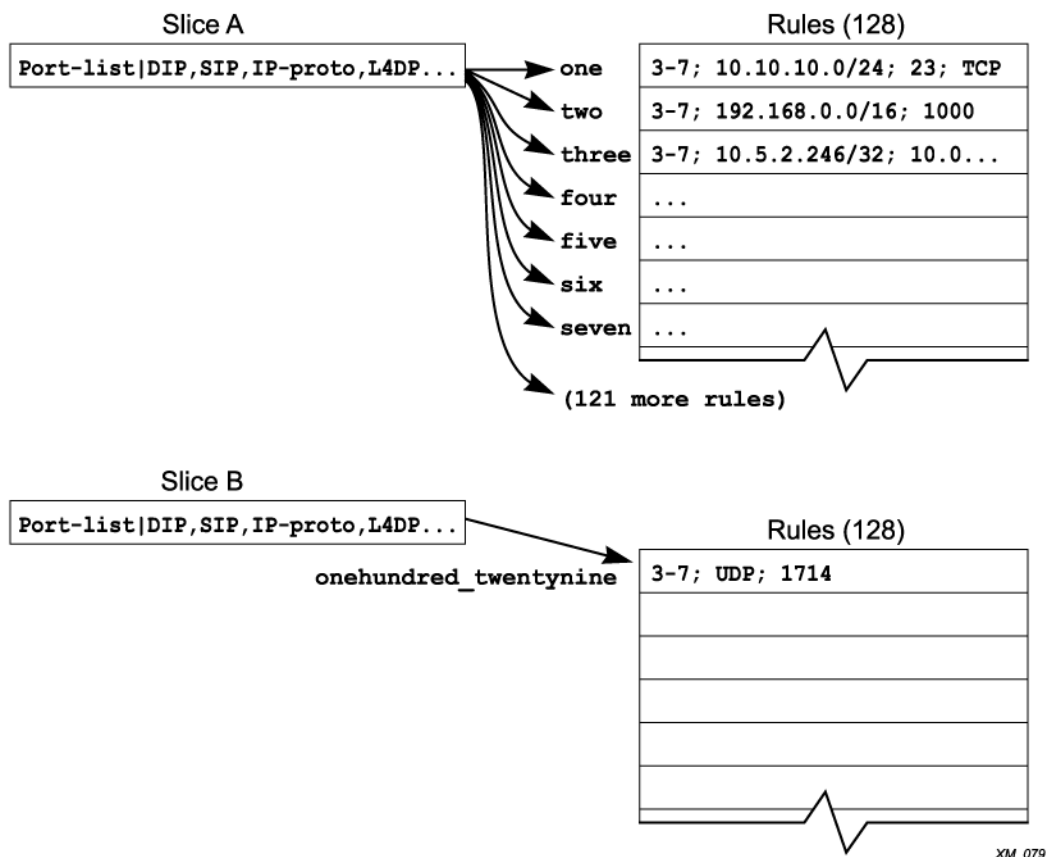 Slice A
Rules (128)
Port-list|DIP,SIP,IP-proto,L4DP...
one
3-7; 10.10.10.0/24; 23; TCP
two
3-7; 192.168.0.0/16; 1000
three
3-7; 10.5.2.246/32; 10.0...
four
...
five
...
six
...
seven
...
(121 more rules)
Slice B
Port-list|DIP,SIP,IP-proto,L4DP...
Rules (128)
onehundred_twentynine
3-7; UDP; 1714
XM_079